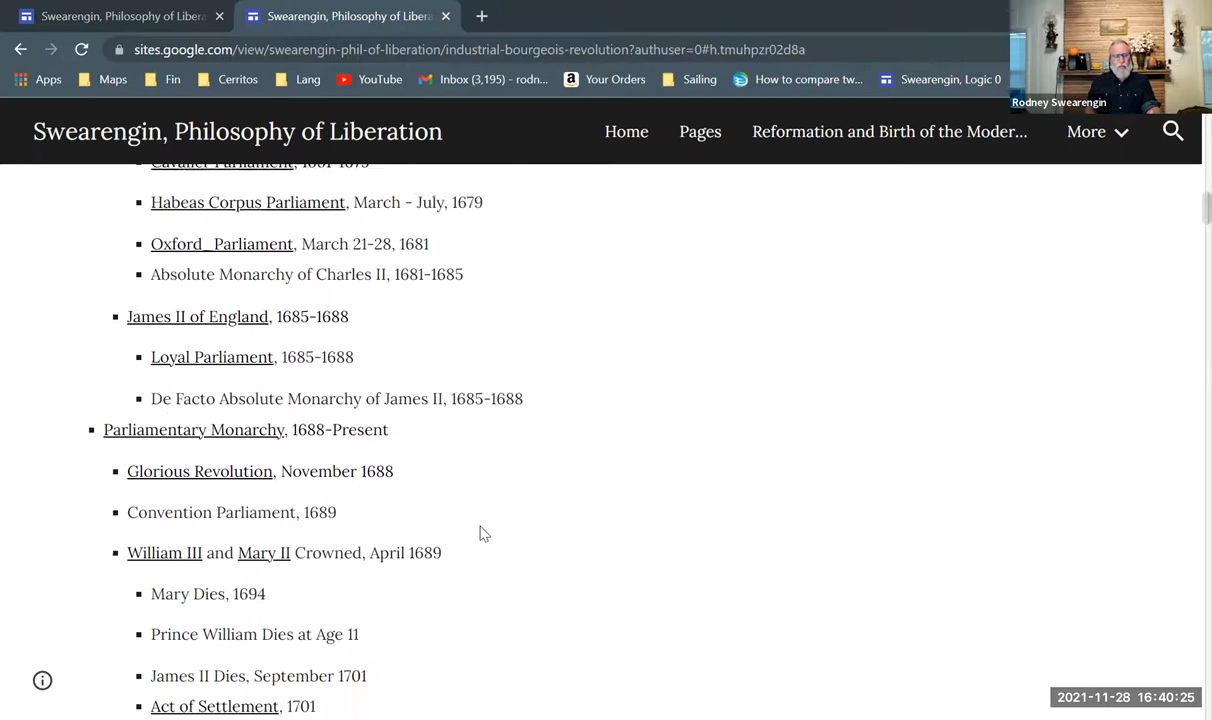 Swearengin, Philosophy of Libera
Swearengin, Philosophy of Libera
sites.google.com/view/swearengin-phil-of-liberation/industrial-bourgeois-revolution?authuser=0#h.tmuhpzr02d8a
Apps Maps Fin Cerritos Lang YouTube Inbox (3,195) - rodn... Your Orders Sailing How to compare tw... Swearengin, Logic 0
Rodney Swearengin
Swearengin, Philosophy of Liberation Home Pages Reformation and Birth of the Moder... More
Cavalier Parliament, 1661-1679
Habeas Corpus Parliament, March - July, 1679
Oxford_Parliament, March 21-28, 1681
Absolute Monarchy of Charles II, 1681-1685
James II of England, 1685-1688
Loyal Parliament, 1685-1688
De Facto Absolute Monarchy of James II, 1685-1688
Parliamentary Monarchy, 1688-Present
Glorious Revolution, November 1688
Convention Parliament, 1689
William III and Mary II Crowned, April 1689
Mary Dies, 1694
Prince William Dies at Age 11
James II Dies, September 1701
Act of Settlement, 1701
2021-11-28 16:40:25